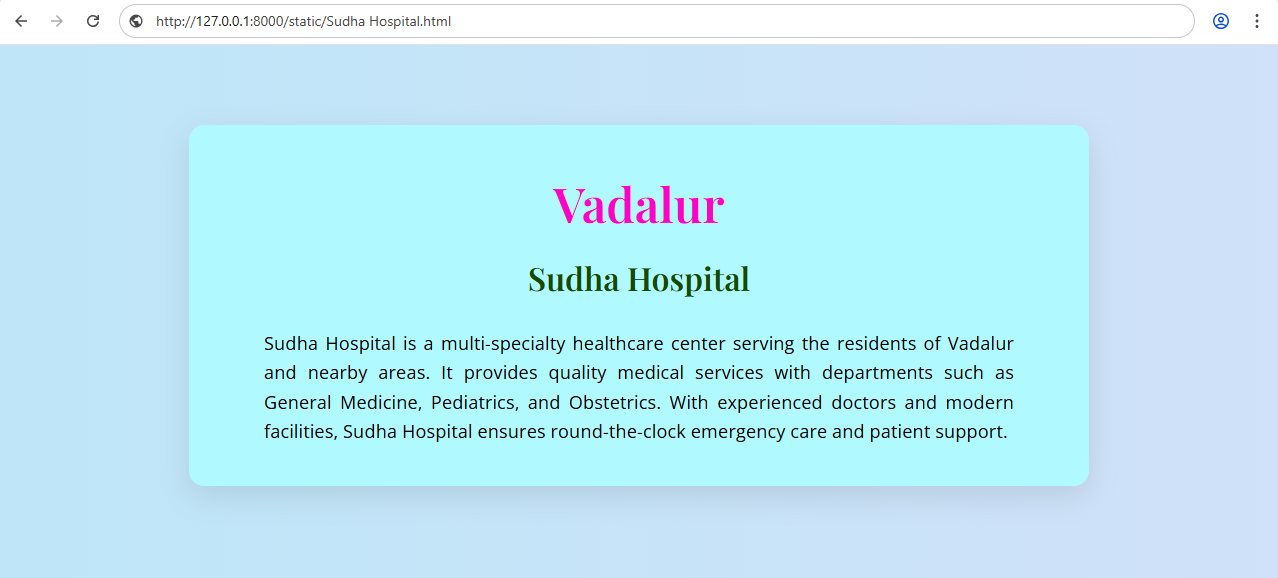 http://127.0.0.1:8000/static/Sudha Hospital.html
Vadalur
Sudha Hospital
Sudha Hospital is a multi-specialty healthcare center serving the residents of Vadalur
and nearby areas. It provides quality medical services with departments such as
General Medicine, Pediatrics, and Obstetrics. With experienced doctors and modern
facilities, Sudha Hospital ensures round-the-clock emergency care and patient support.